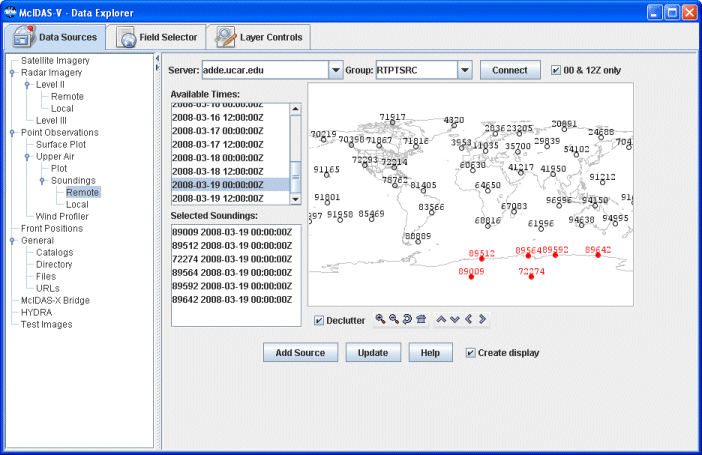 McIDAS-V - Data Explorer
Data Sources
Field Selector
Layer Controls
Satellite Imagery
Radar Imagery
Level II
Remote
Local
Level III
Point Observations
Surface Plot
Upper Air
Plot
Soundings
Remote
Local
Wind Profiler
Front Positions
General
Catalogs
Directory
Files
URLs
McIDAS-X Bridge
HYDRA
Test Images
Server: adde.ucar.edu Group: RTPTSRC Connect 00 & 12Z only
Available Times:
2008-03-16 00:00:00Z
2008-03-16 12:00:00Z
2008-03-17 00:00:00Z
2008-03-17 12:00:00Z
2008-03-18 00:00:00Z
2008-03-18 12:00:00Z
2008-03-19 00:00:00Z
2008-03-19 12:00:00Z
Selected Soundings:
89009 2008-03-19 00:00:00Z
89512 2008-03-19 00:00:00Z
72274 2008-03-19 00:00:00Z
89564 2008-03-19 00:00:00Z
89592 2008-03-19 00:00:00Z
89642 2008-03-19 00:00:00Z
71917 4320 20891
70219 70398 71867 71816 3953 11035 23205 35700 29839 54102 24688
91165 72293 72214 60630 41217 41950
78762 81405 64650 91212
91801 83566 67083 96996 94150
91958 85469 68816 61996 94638 94995
88889
89512 89564 89592 89642
89009 72274
Declutter
Add Source Update Help Create display